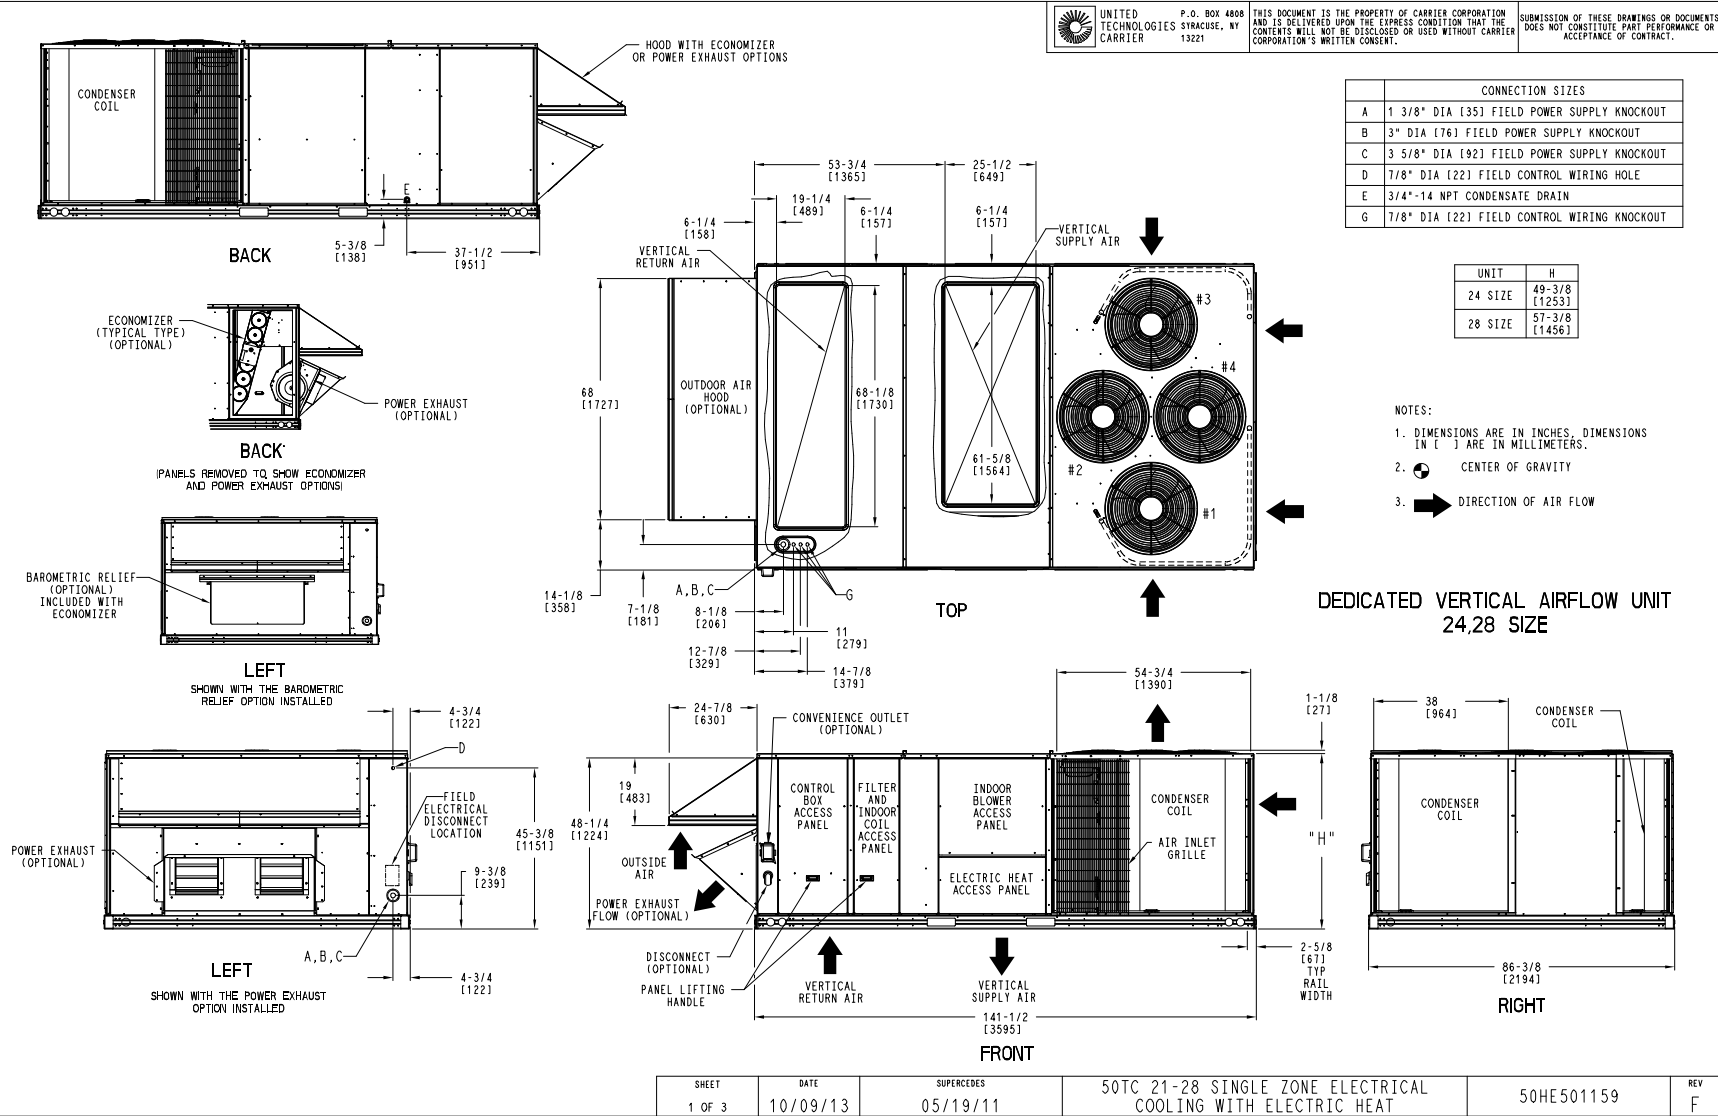 UNITED
TECHNOLOGIES
CARRIER
P.O. BOX 4808
SYRACUSE, NY
13221
THIS DOCUMENT IS THE PROPERTY OF CARRIER CORPORATION
AND IS DELIVERED UPON THE EXPRESS CONDITION THAT THE
CONTENTS WILL NOT BE DISCLOSED OR USED WITHOUT CARRIER
CORPORATION'S WRITTEN CONSENT.
SUBMISSION OF THESE DRAWINGS OR DOCUMENTS
DOES NOT CONSTITUTE PART PERFORMANCE OR
ACCEPTANCE OF CONTRACT.
HOOD WITH ECONOMIZER
OR POWER EXHAUST OPTIONS
CONDENSER
COIL
E
5-3/8
[138]
37-1/2
[951]
BACK
ECONOMIZER
(TYPICAL TYPE)
(OPTIONAL)
POWER EXHAUST
(OPTIONAL)
BACK
(PANELS REMOVED TO SHOW ECONOMIZER
AND POWER EXHAUST OPTIONS)
BAROMETRIC RELIEF
(OPTIONAL)
INCLUDED WITH
ECONOMIZER
LEFT
SHOWN WITH THE BAROMETRIC
RELIEF OPTION INSTALLED
4-3/4
[122]
D
FIELD
ELECTRICAL
DISCONNECT
LOCATION
45-3/8
[1151]
POWER EXHAUST
(OPTIONAL)
9-3/8
[239]
A,B,C
4-3/4
[122]
LEFT
SHOWN WITH THE POWER EXHAUST
OPTION INSTALLED
53-3/4
[1365]
25-1/2
[649]
19-1/4
[489]
6-1/4
[158]
6-1/4
[157]
6-1/4
[157]
VERTICAL
RETURN AIR
VERTICAL
SUPPLY AIR
68
[1727]
OUTDOOR AIR
HOOD
(OPTIONAL)
68-1/8
[1730]
61-5/8
[1564]
H
#3
#4
#2
#1
14-1/8
[358]
7-1/8
[181]
A,B,C
G
8-1/8
[206]
11
[279]
12-7/8
[329]
14-7/8
[379]
TOP
CONNECTION SIZES
A 1 3/8" DIA [35] FIELD POWER SUPPLY KNOCKOUT
B 3" DIA [76] FIELD POWER SUPPLY KNOCKOUT
C 3 5/8" DIA [92] FIELD POWER SUPPLY KNOCKOUT
D 7/8" DIA [22] FIELD CONTROL WIRING HOLE
E 3/4"-14 NPT CONDENSATE DRAIN
G 7/8" DIA [22] FIELD CONTROL WIRING KNOCKOUT
UNIT H
24 SIZE 49-3/8
[1253]
28 SIZE 57-3/8
[1456]
NOTES:
1. DIMENSIONS ARE IN INCHES, DIMENSIONS
IN [ ] ARE IN MILLIMETERS.
2. CENTER OF GRAVITY
3. DIRECTION OF AIR FLOW
DEDICATED VERTICAL AIRFLOW UNIT
24,28 SIZE
24-7/8
[630]
CONVENIENCE OUTLET
(OPTIONAL)
54-3/4
[1390]
1-1/8
[27]
19
[483]
48-1/4
[1224]
CONTROL
BOX
ACCESS
PANEL
FILTER
AND
INDOOR
COIL
ACCESS
PANEL
INDOOR
BLOWER
ACCESS
PANEL
CONDENSER
COIL
AIR INLET
GRILLE
ELECTRIC HEAT
ACCESS PANEL
"H"
OUTSIDE
AIR
POWER EXHAUST
FLOW (OPTIONAL)
DISCONNECT
(OPTIONAL)
PANEL LIFTING
HANDLE
VERTICAL
RETURN AIR
VERTICAL
SUPPLY AIR
141-1/2
[3595]
2-5/8
[67]
TYP
RAIL
WIDTH
FRONT
38
[964]
CONDENSER
COIL
CONDENSER
COIL
86-3/8
[2194]
RIGHT
SHEET
1 OF 3
DATE
10/09/13
SUPERCEDES
05/19/11
50TC 21-28 SINGLE ZONE ELECTRICAL
COOLING WITH ELECTRIC HEAT
50HE501159
REV
F